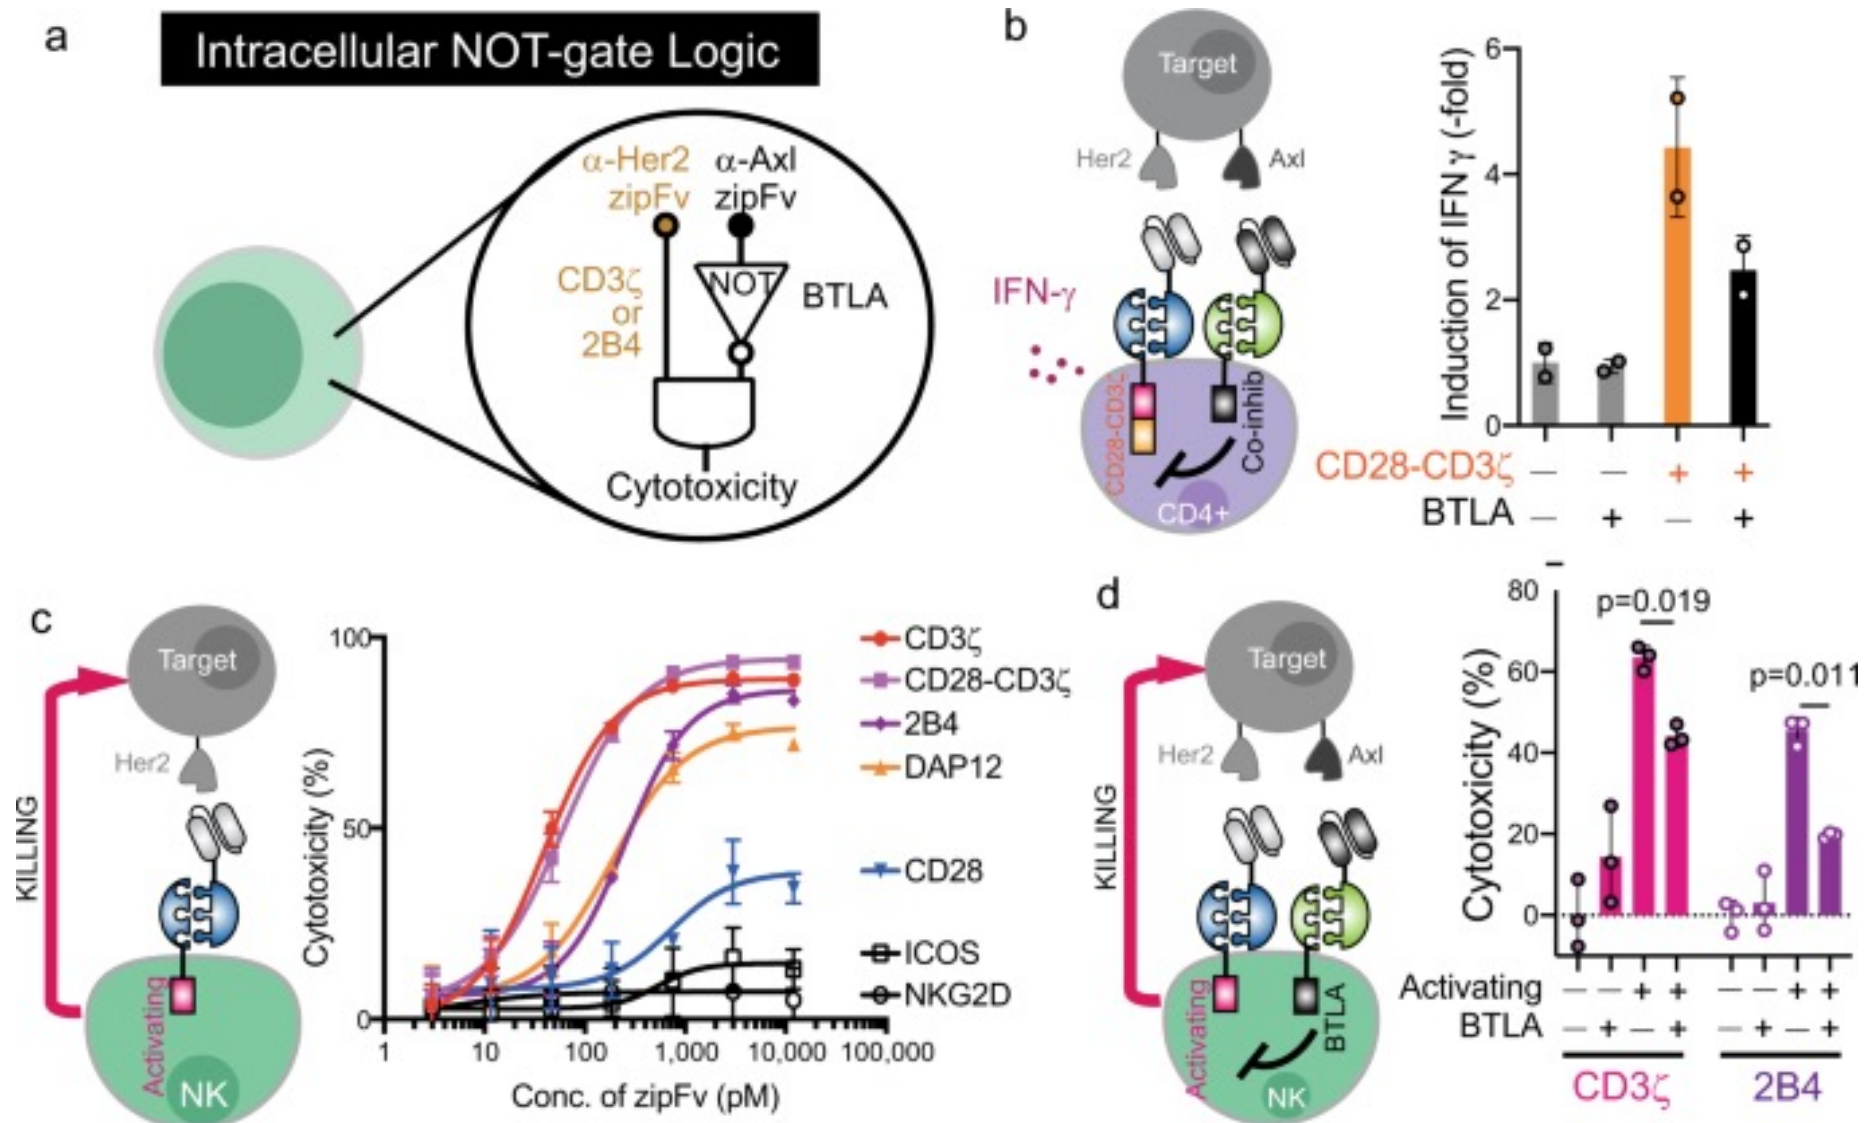 a
Intracellular NOT-gate Logic
α-Her2 α-Axl
zipFv zipFv
CD3ζ
or
2B4
NOT
BTLA
Cytotoxicity
b
Target
Her2
Axl
IFN-γ
CD28-CD3ζ
Co-inhib
CD4+
Induction of IFN γ (-fold)
6
4
2
0
CD28-CD3ζ — — + +
BTLA — + — +
c
Target
Her2
KILLING
Activating
NK
Cytotoxicity (%)
100
50
0
1 10 100 1,000 10,000 100,000
Conc. of zipFv (pM)
CD3ζ
CD28-CD3ζ
2B4
DAP12
CD28
ICOS
NKG2D
d
Target
Her2
Axl
KILLING
Activating
BTLA
NK
Cytotoxicity (%)
80
60
40
20
0
p=0.019
p=0.011
Activating — — + + — — + +
BTLA — + — + — + — +
CD3ζ 2B4